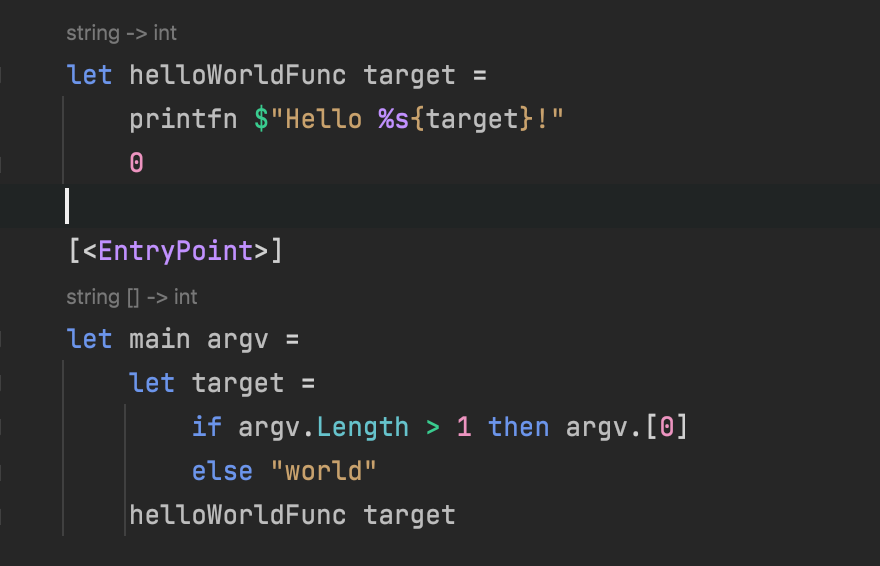 string -> int
let helloWorldFunc target =
    printfn $"Hello %s{target}!"
    0

[<EntryPoint>]
string [] -> int
let main argv =
    let target =
        if argv.Length > 1 then argv.[0]
        else "world"
    helloWorldFunc target